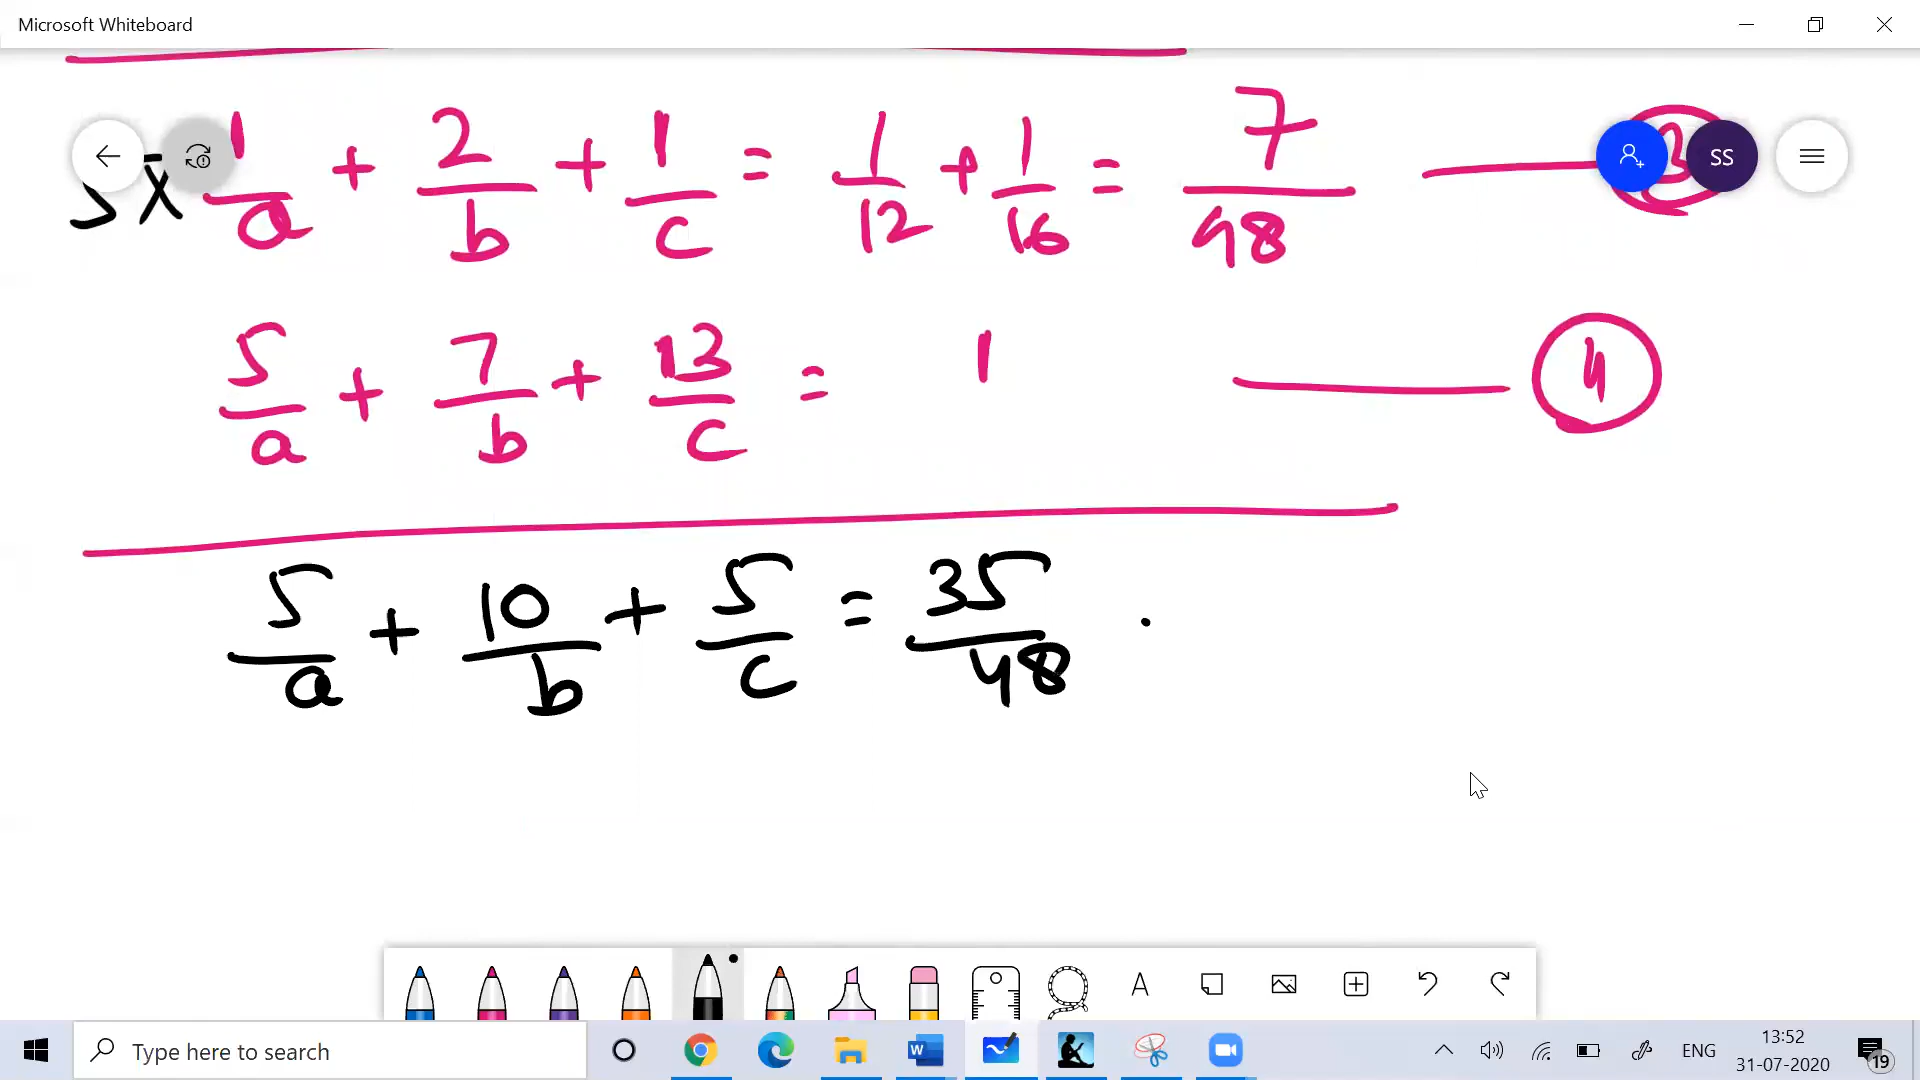 Microsoft Whiteboard
5 X 1/a + 2/b + 1/c = 1/12 + 1/16 = 7/48 3
SS
5/a + 7/b + 13/c = 1 4
5/a + 10/b + 5/c = 35/48 .
A
Type here to search
W
ENG
13:52
31-07-2020
19